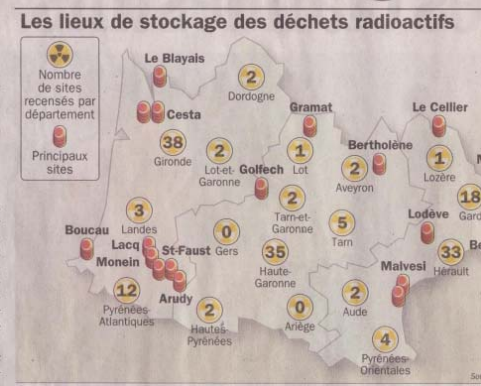 Les lieux de stockage des déchets radioactifs
Nombre
de sites
recensés par
département
Principaux
sites
Le Blayais
2
Dordogne
Cesta
Gramat
Le Cellier
38
Gironde
2
Lot-et-
Garonne
Golfech
1
Lot
Bertholène
2
Aveyron
1
Lozère
18
Gard
3
Landes
2
Tarn-et-
Garonne
5
Tarn
Lodève
Boucau
Lacq
Monein
St-Faust
0
Gers
35
Haute-
Garonne
33
Hérault
Malvesi
Arudy
12
Pyrénées-
Atlantiques
2
Hautes-
Pyrénées
0
Ariège
2
Aude
4
Pyrénées-
Orientales